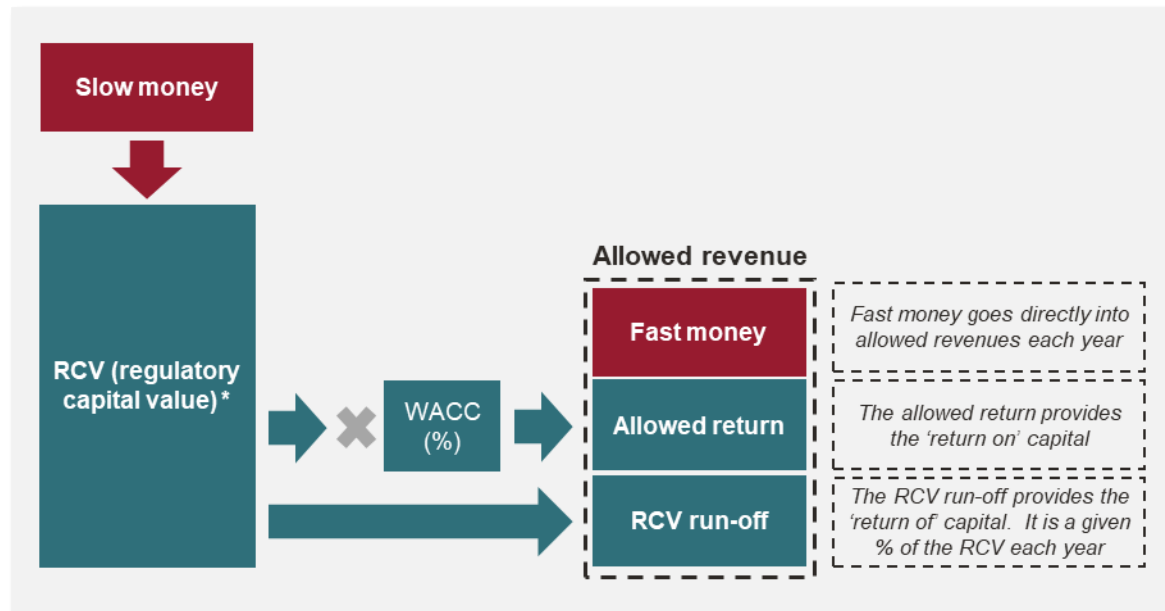 Slow money
RCV (regulatory
capital value) *
WACC
(%)
Allowed revenue
Fast money
Allowed return
RCV run-off
Fast money goes directly into
allowed revenues each year
The allowed return provides
the ‘return on’ capital
The RCV run-off provides the
‘return of’ capital.  It is a given
% of the RCV each year